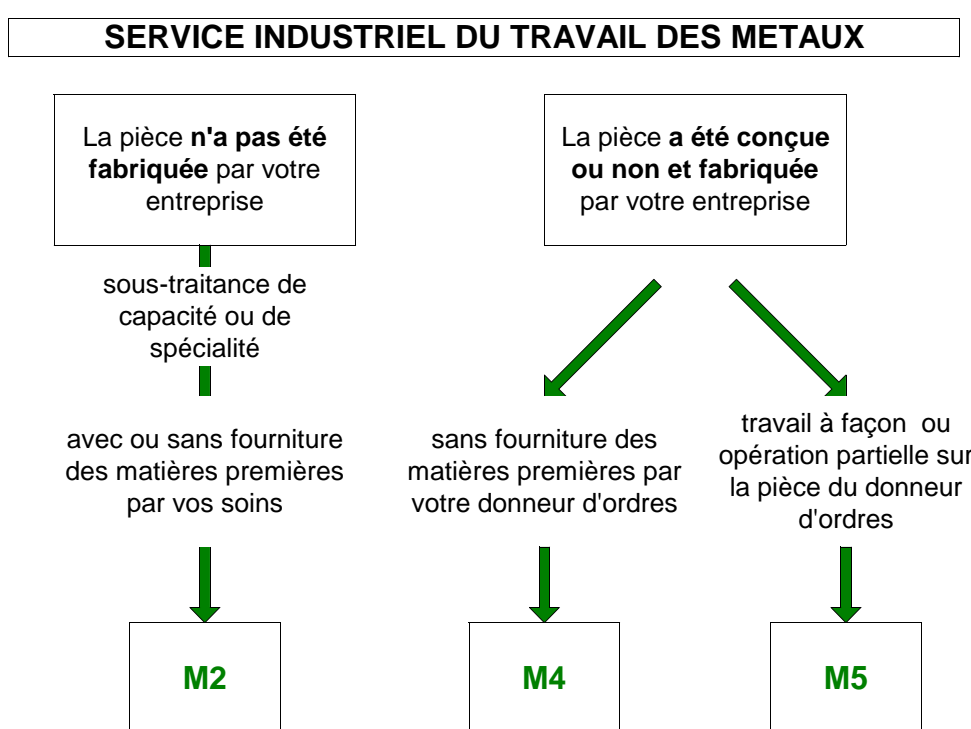 SERVICE INDUSTRIEL DU TRAVAIL DES METAUX
La pièce n'a pas été
fabriquée par votre
entreprise
La pièce a été conçue
ou non et fabriquée
par votre entreprise
sous-traitance de
capacité ou de
spécialité
avec ou sans fourniture
des matières premières
par vos soins
sans fourniture des
matières premières par
votre donneur d'ordres
travail à façon ou
opération partielle sur
la pièce du donneur
d'ordres
M2
M4
M5